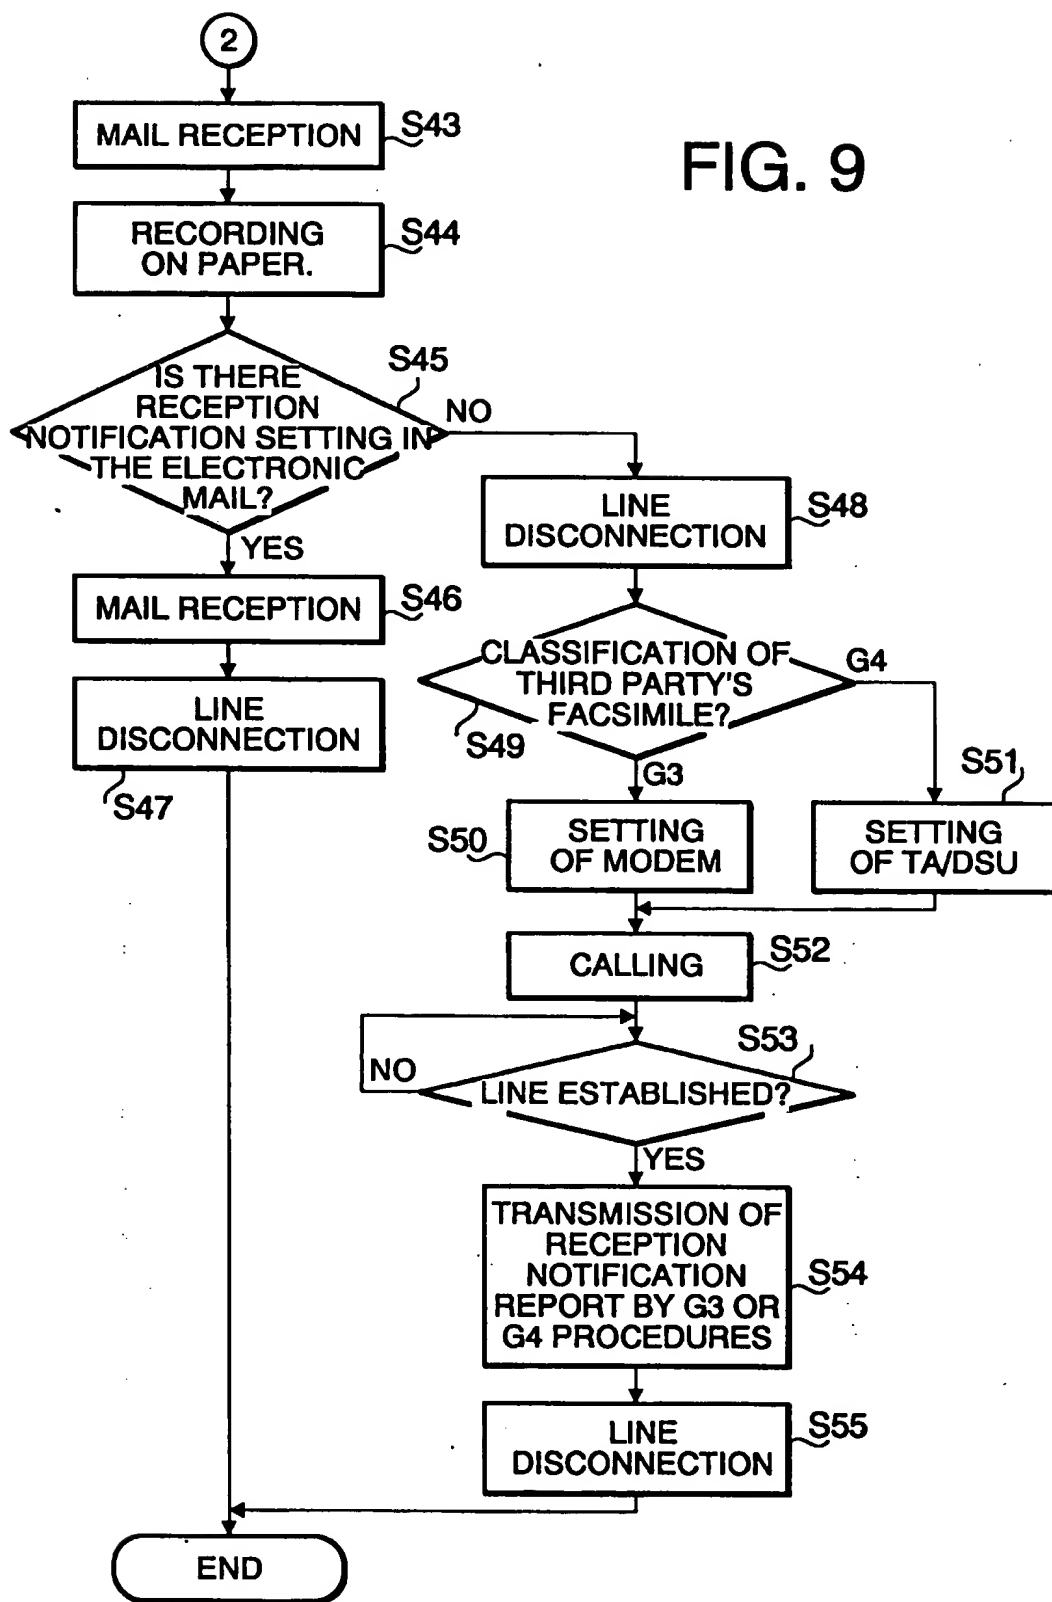 2
MAIL RECEPTION
S43
FIG. 9
RECORDING
ON PAPER.
S44
IS THERE
RECEPTION
NOTIFICATION SETTING IN
THE ELECTRONIC
MAIL?
S45
NO
YES
MAIL RECEPTION
S46
LINE
DISCONNECTION
S47
LINE
DISCONNECTION
S48
CLASSIFICATION OF
THIRD PARTY'S
FACSIMILE?
S49
G4
G3
S50
SETTING
OF MODEM
S51
SETTING
OF TA/DSU
CALLING
S52
S53
NO
LINE ESTABLISHED?
YES
TRANSMISSION OF
RECEPTION
NOTIFICATION
REPORT BY G3 OR
G4 PROCEDURES
S54
LINE
DISCONNECTION
S55
END